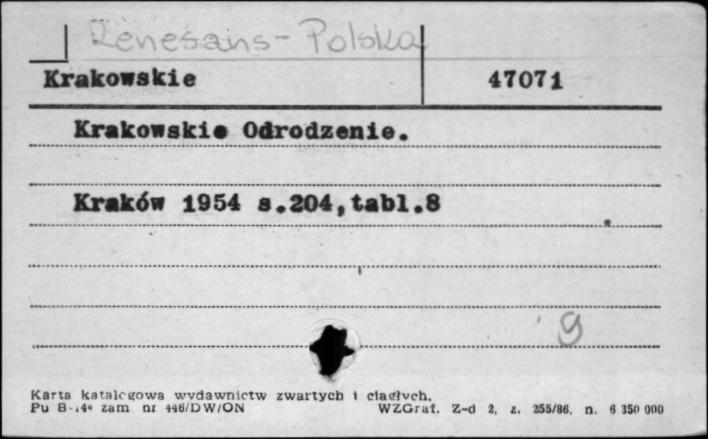 Renesans - Polska
Krakowskie 47071
Krakowskie Odrodzenie.
Kraków 1954 s.204,tabl.8
g
Karta katalogowa wydawnictw zwartych i ciągłych.
Pu B-144 zam nr 446/DW/ON WZGraf. Z-d 2, z. 255/86, n. 6 350 000